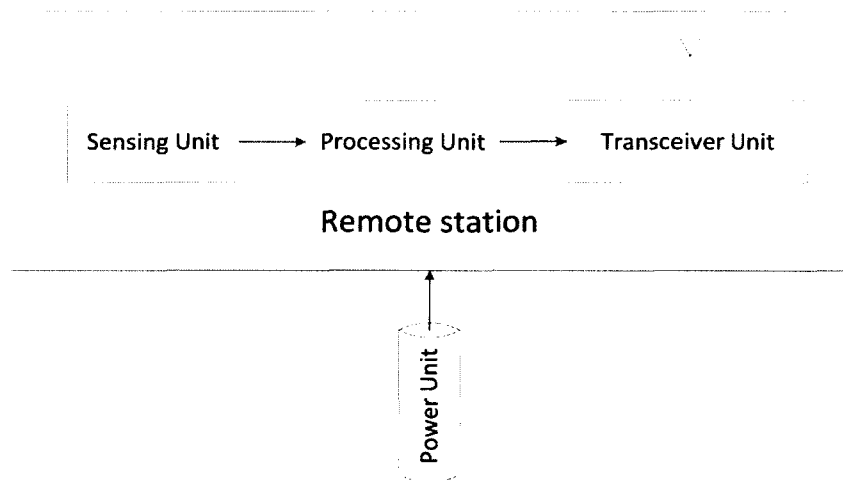 Sensing Unit
Processing Unit
Transceiver Unit
Remote station
Power Unit